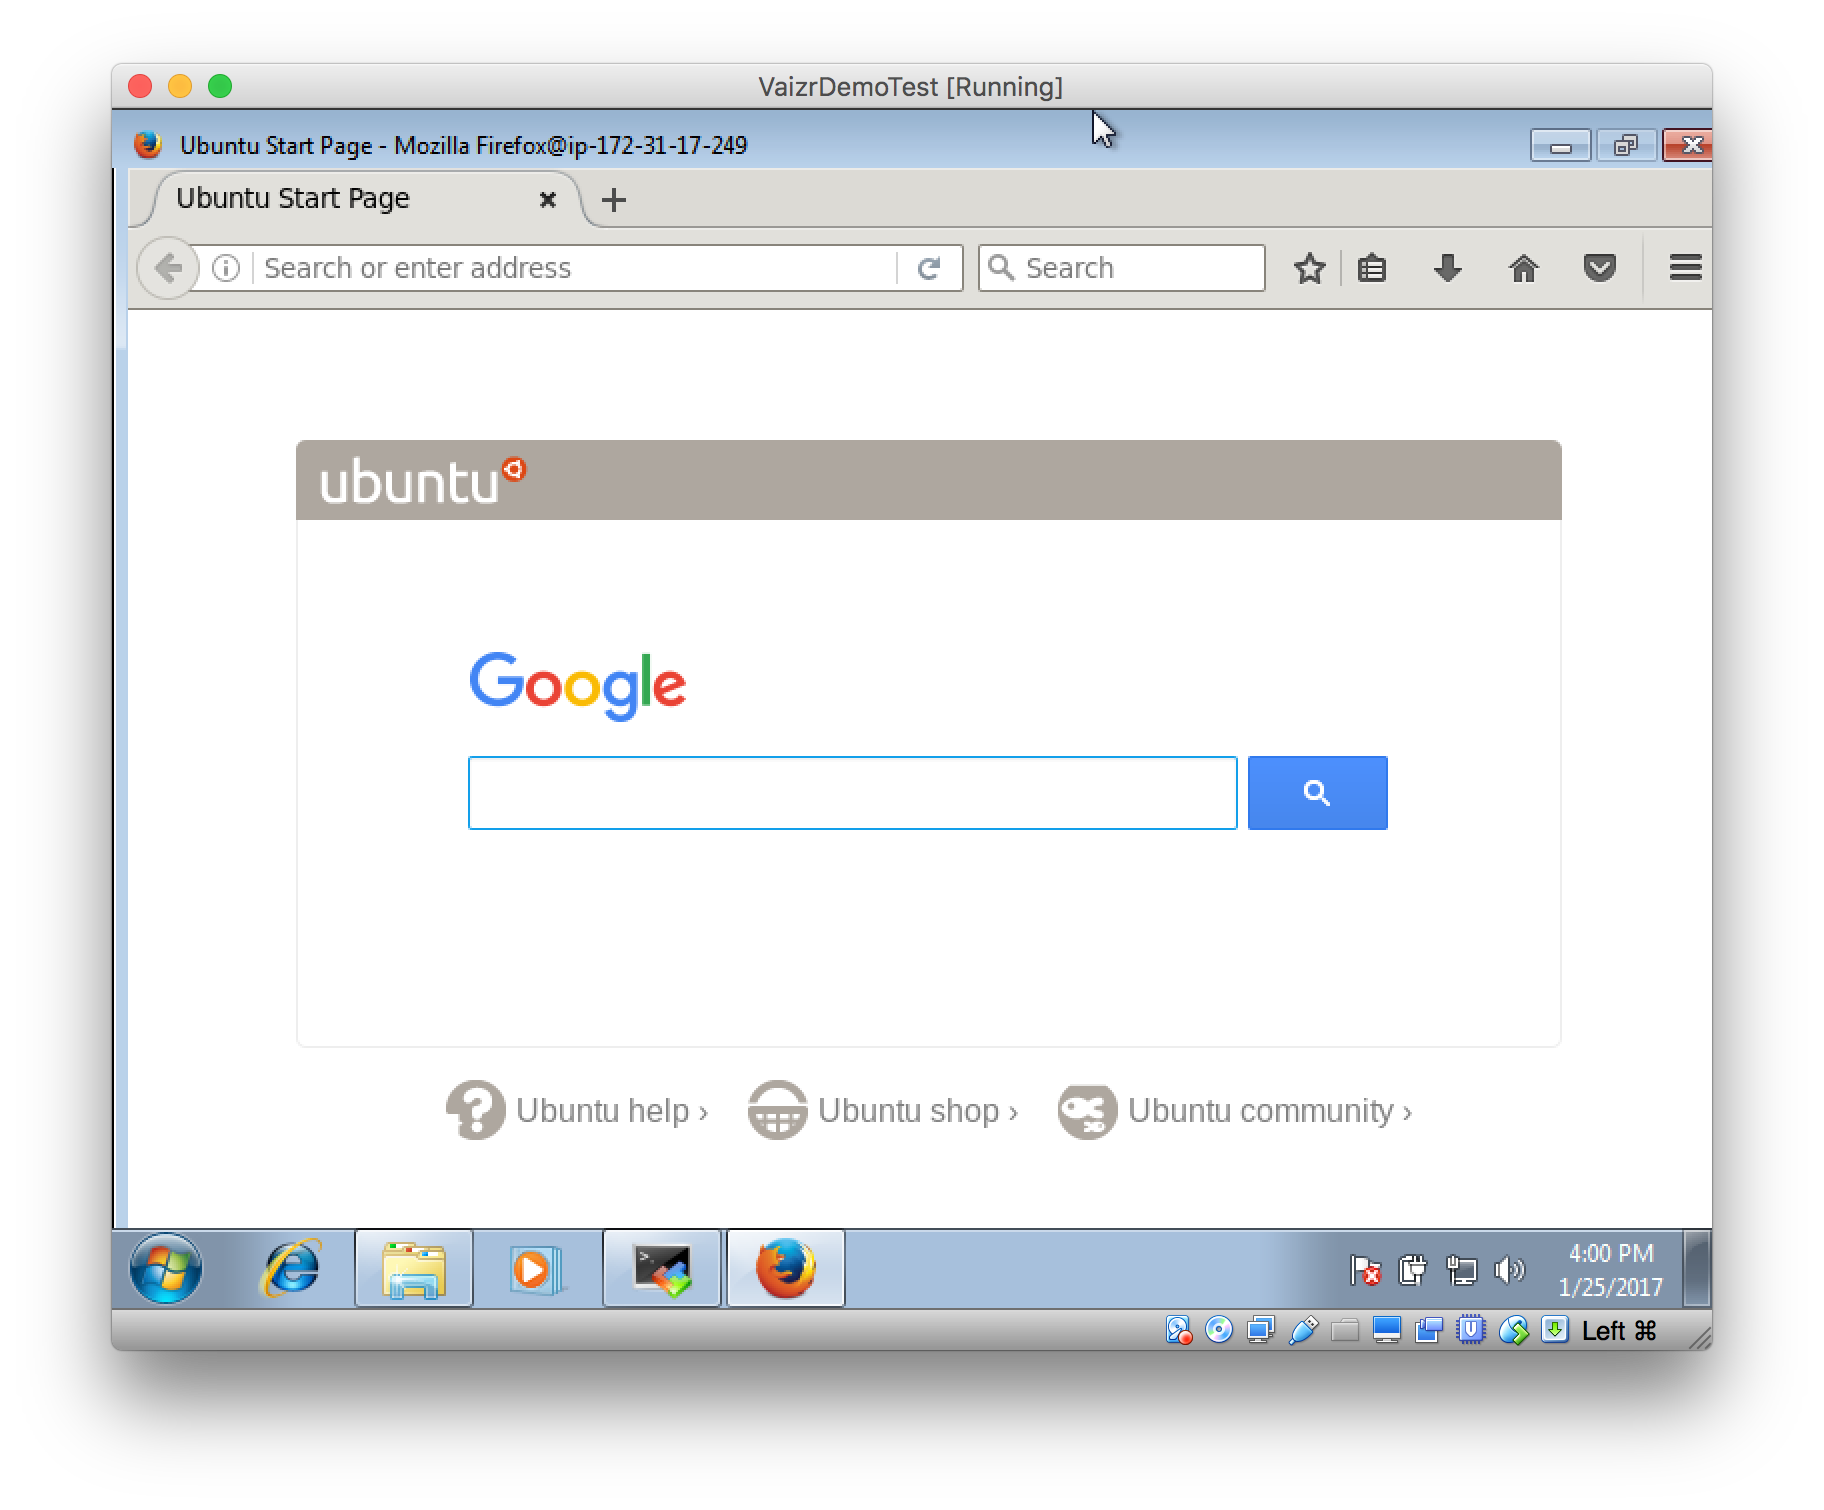 VaizrDemoTest [Running]
Ubuntu Start Page - Mozilla Firefox@ip-172-31-17-249
Ubuntu Start Page
Search or enter address
Search
ubuntu
Google
Ubuntu help ›
Ubuntu shop ›
Ubuntu community ›
4:00 PM
1/25/2017
Left ⌘